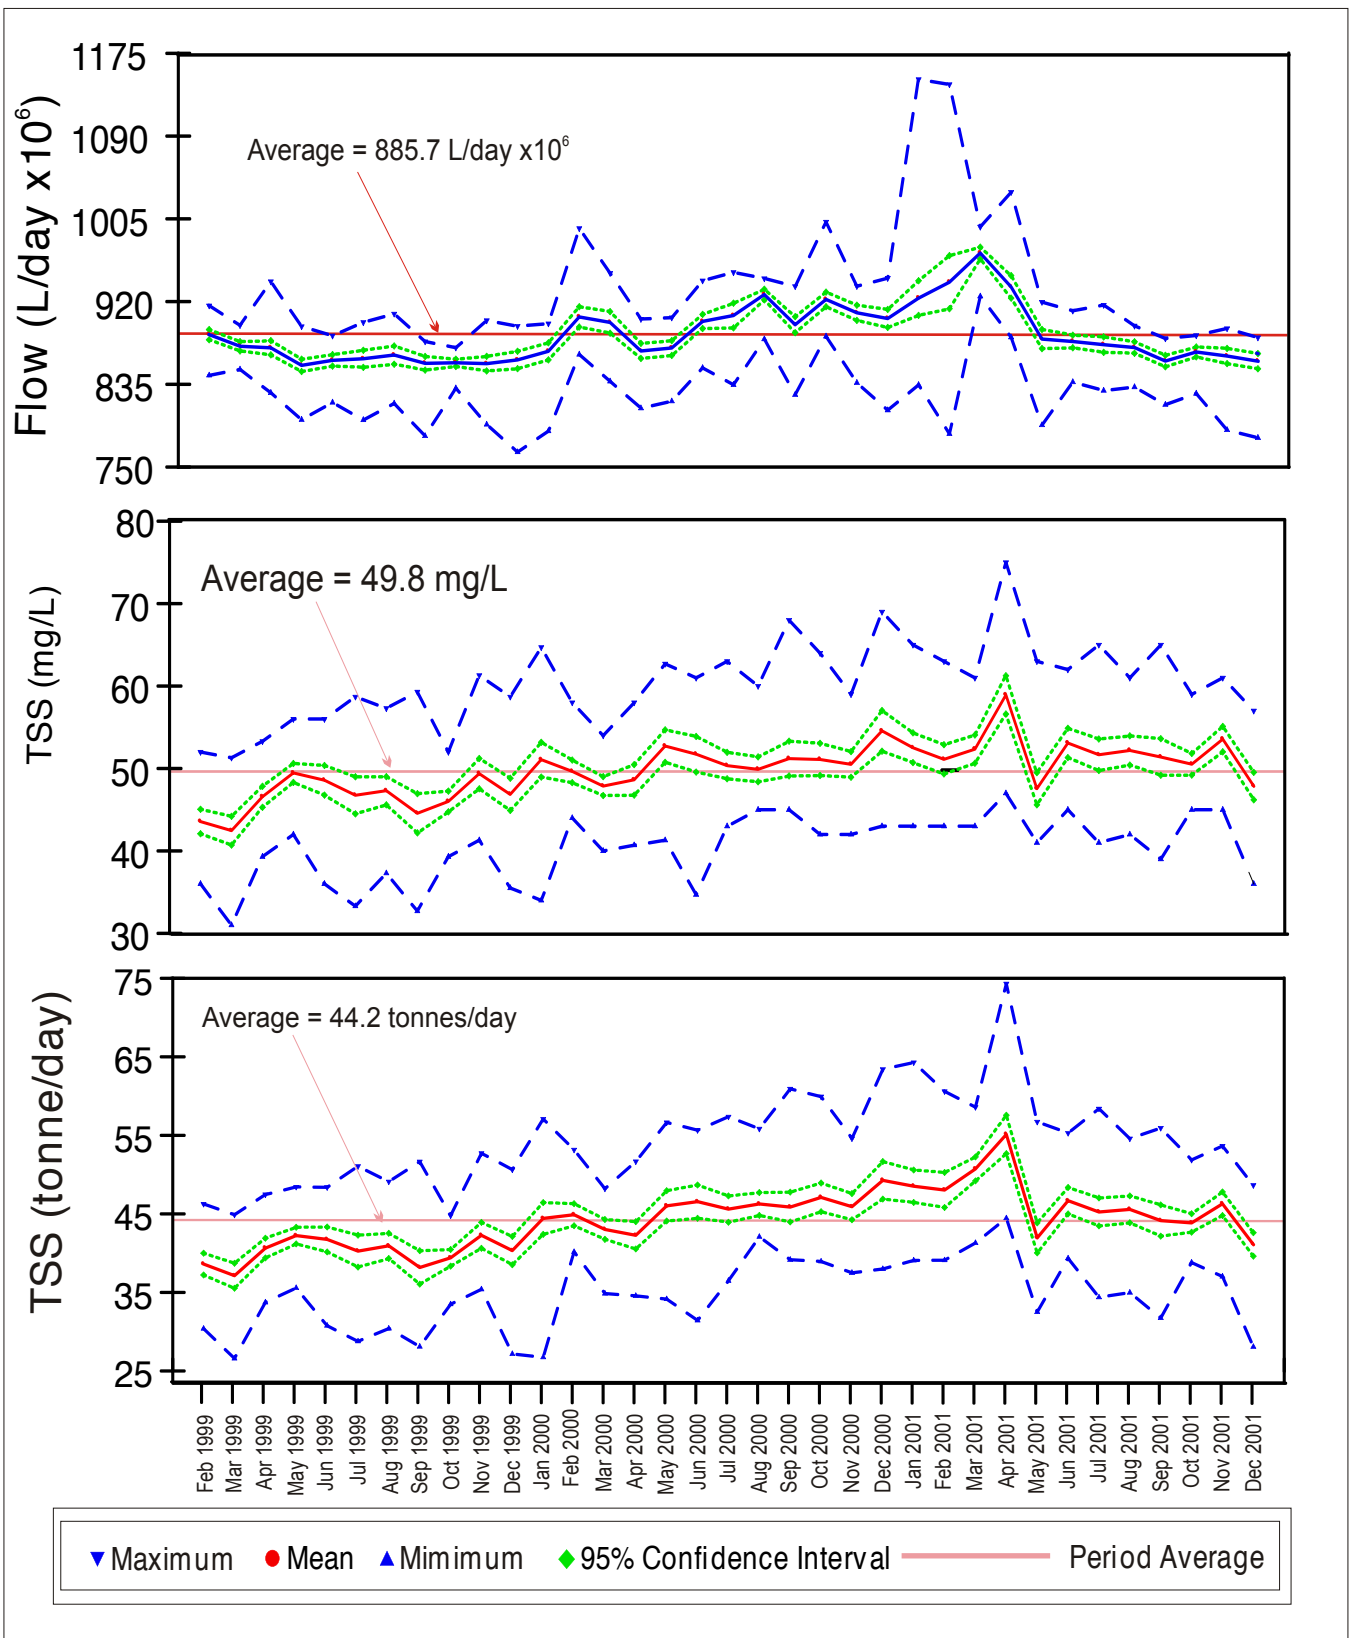 Flow (L/day x10⁶)
1175
1090
1005
920
835
750
Average = 885.7 L/day x10⁶
TSS (mg/L)
80
70
60
50
40
30
Average = 49.8 mg/L
TSS (tonne/day)
75
65
55
45
35
25
Average = 44.2 tonnes/day
Feb 1999
Mar 1999
Apr 1999
May 1999
Jun 1999
Jul 1999
Aug 1999
Sep 1999
Oct 1999
Nov 1999
Dec 1999
Jan 2000
Feb 2000
Mar 2000
Apr 2000
May 2000
Jun 2000
Jul 2000
Aug 2000
Sep 2000
Oct 2000
Nov 2000
Dec 2000
Jan 2001
Feb 2001
Mar 2001
Apr 2001
May 2001
Jun 2001
Jul 2001
Aug 2001
Sep 2001
Oct 2001
Nov 2001
Dec 2001
Maximum Mean Mimimum 95% Confidence Interval Period Average